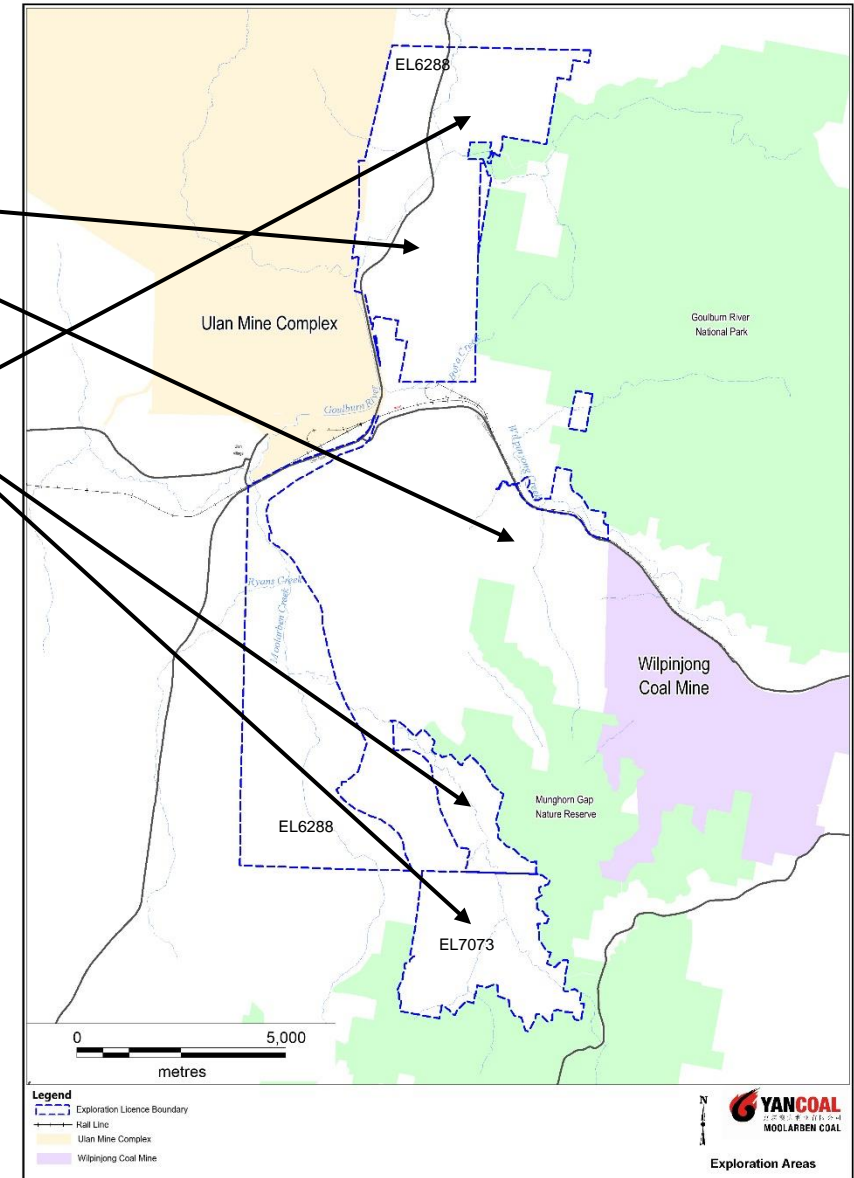 EL6288
Ulan Mine Complex
Goulburn River
National Park
Goulburn River
Wilpinjong Creek
Ryans Creek
Moolarben Creek
Wilpinjong
Coal Mine
Munghorn Gap
Nature Reserve
EL6288
EL7073
0 5,000
metres
Legend
Exploration Licence Boundary
Rail Line
Ulan Mine Complex
Wilpinjong Coal Mine
N
YANCOAL
MOOLARBEN COAL
Exploration Areas